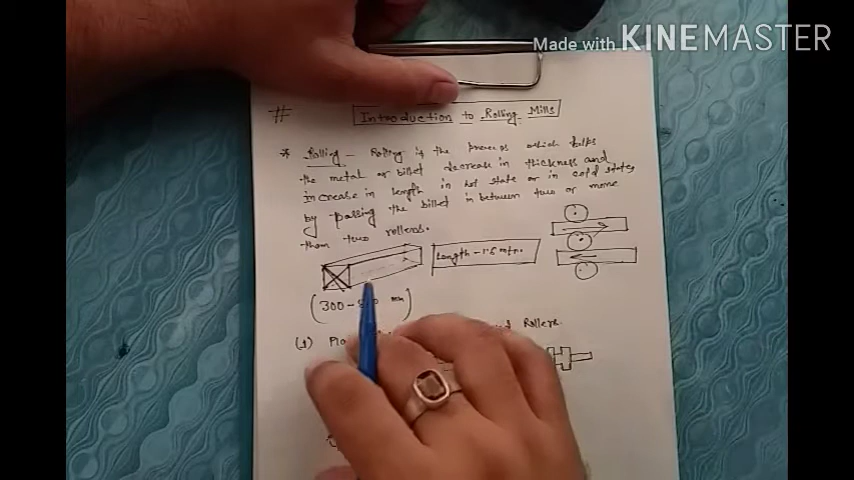 Made with KINEMASTER
# Introduction to Rolling Mills
* Rolling - Rolling is the process which helps
the metal or billet decrease in thickness and
increase in length in hot state or in cold states
by passing the billet in between two or more
than two rollers.
Length - 1.5 mtr.
(300 - mm)
(1) Rollers.